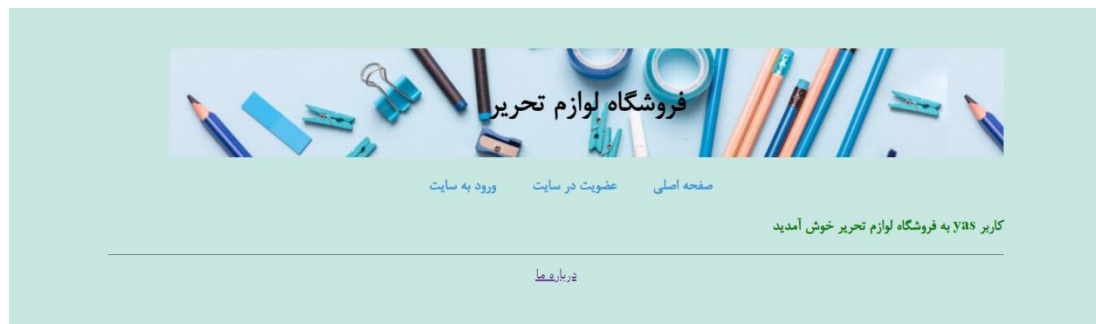 فروشگاه لوازم تحریر
صفحه اصلی عضویت در سایت ورود به سایت
کاربر yas به فروشگاه لوازم تحریر خوش آمدید
درباره ما